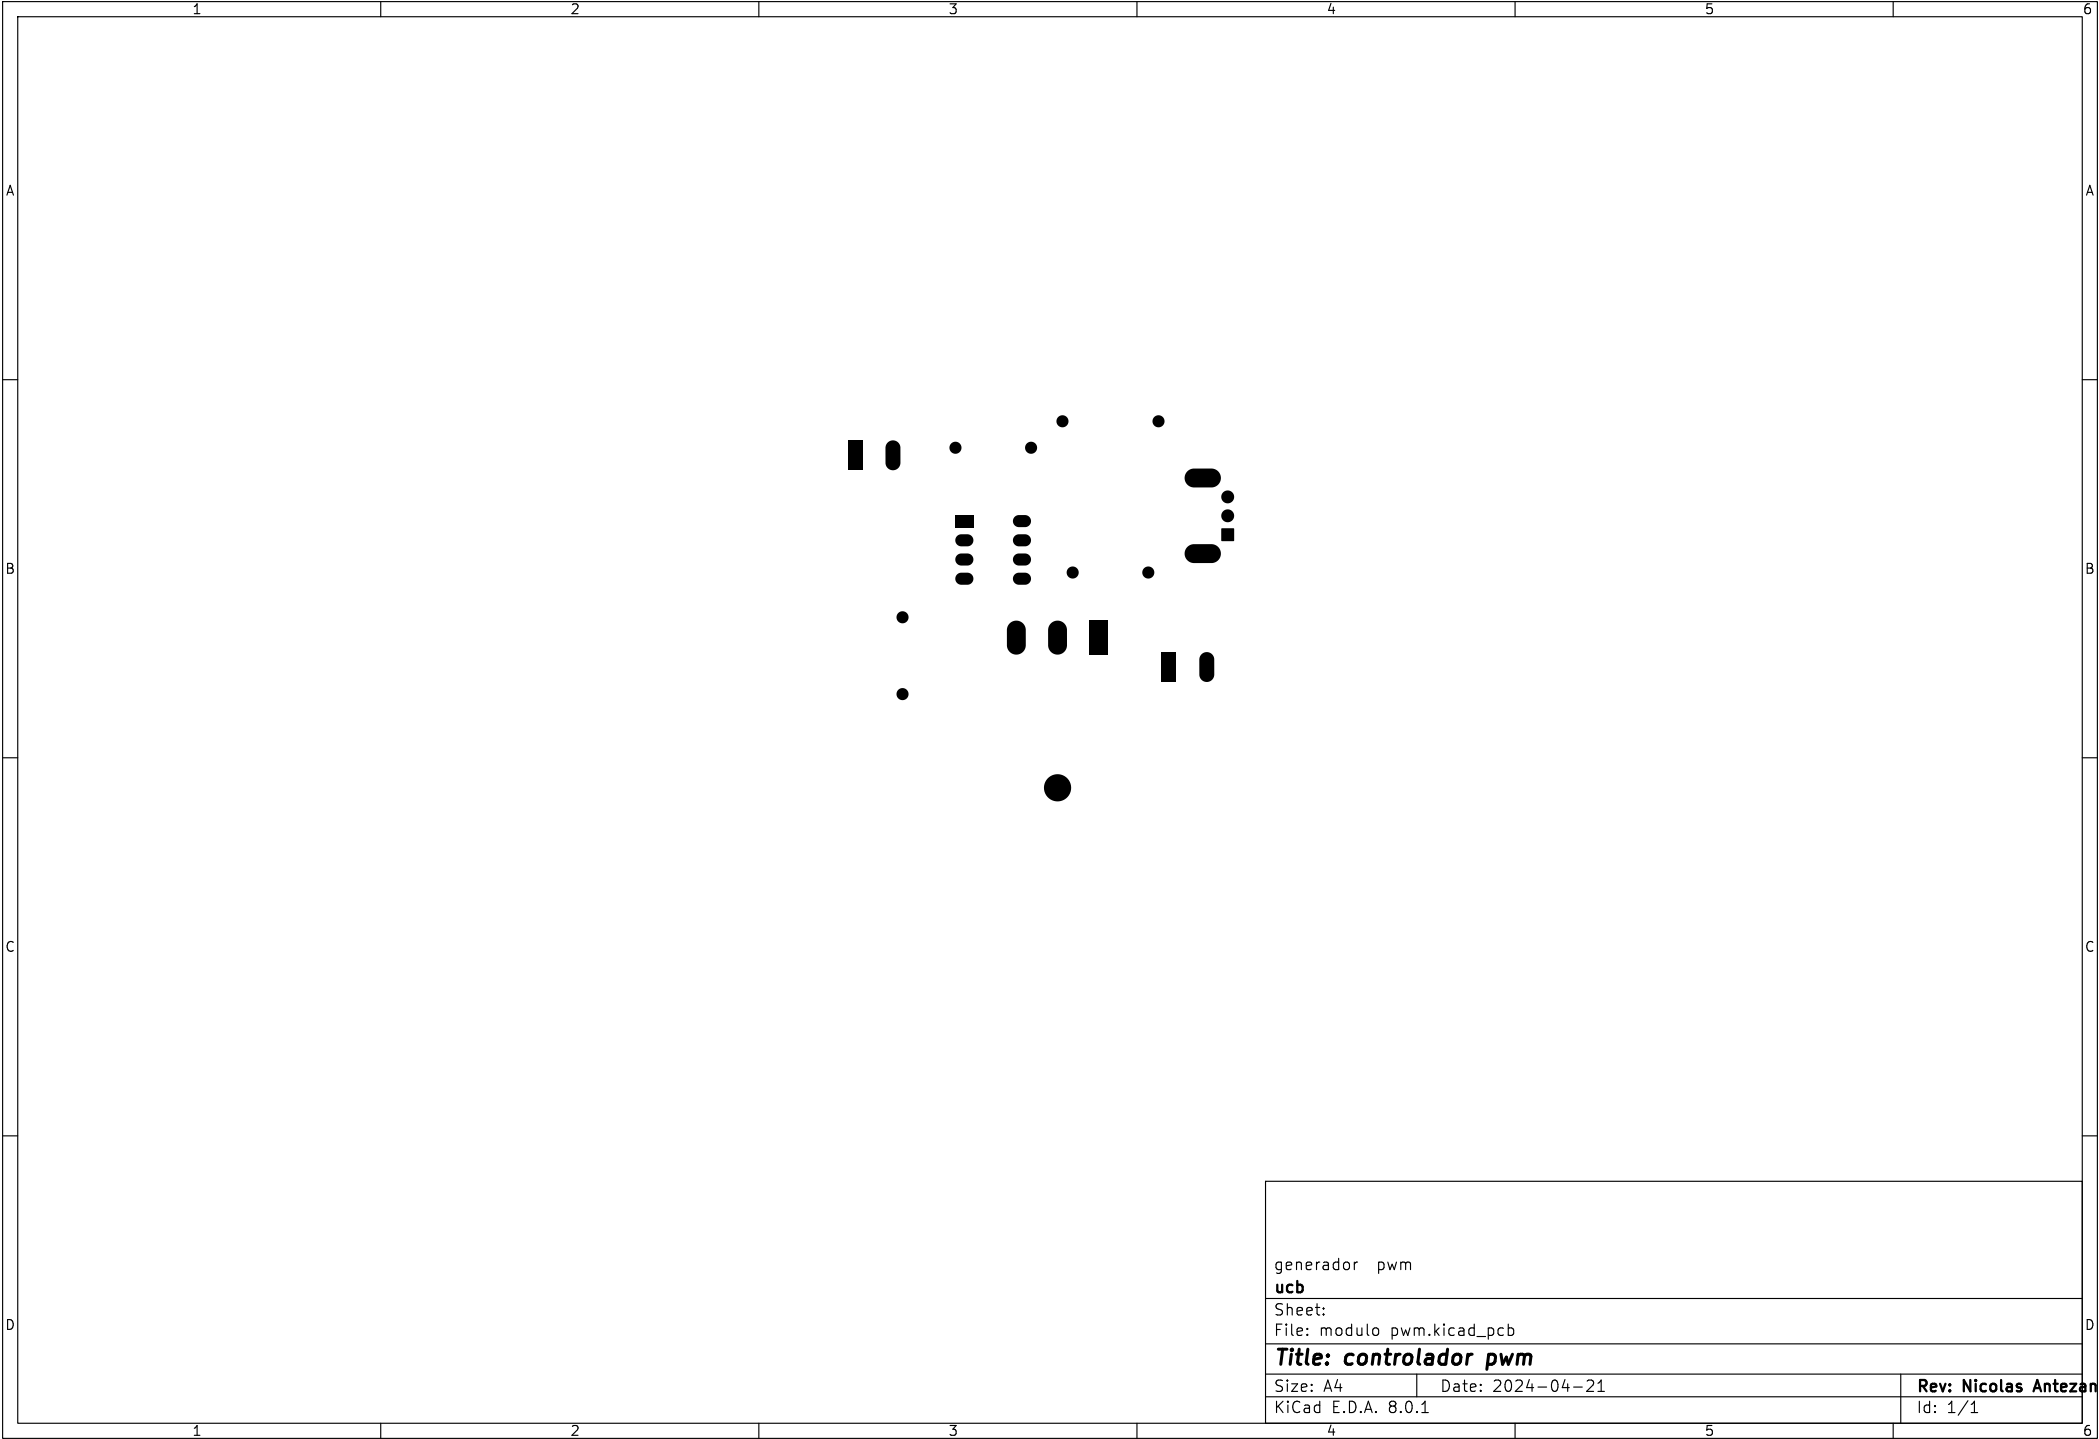 1 2 3 4 5 6
A A
B B
C C
D D
generador pwm
ucb
Sheet:
File: modulo pwm.kicad_pcb
Title: controlador pwm
Size: A4 Date: 2024-04-21 Rev: Nicolas Antezan
KiCad E.D.A. 8.0.1 Id: 1/1
1 2 3 4 5 6